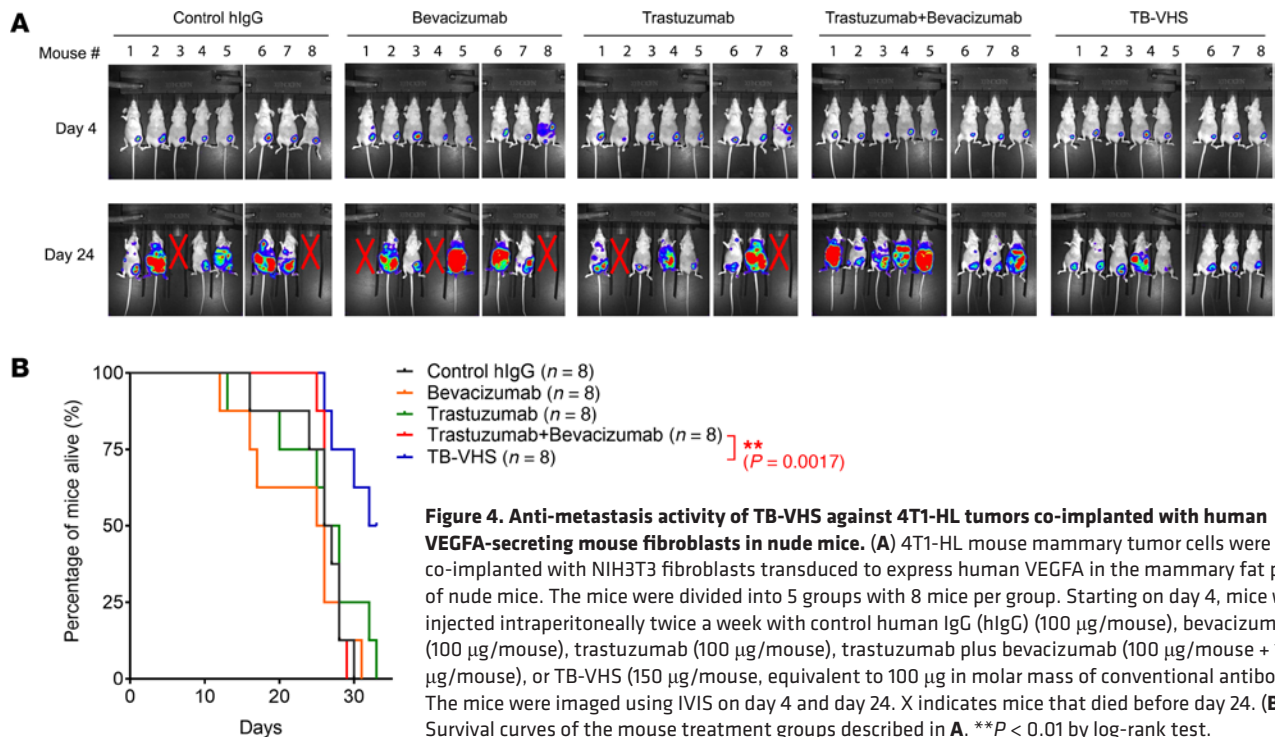 A
Control hIgG Bevacizumab Trastuzumab Trastuzumab+Bevacizumab TB-VHS
Mouse # 1 2 3 4 5 6 7 8 1 2 3 4 5 6 7 8 1 2 3 4 5 6 7 8 1 2 3 4 5 6 7 8 1 2 3 4 5 6 7 8
Day 4
Day 24
X X X X X X X
B
Percentage of mice alive (%)
100
75
50
25
0
0 10 20 30
Days
Control hIgG (n = 8)
Bevacizumab (n = 8)
Trastuzumab (n = 8)
Trastuzumab+Bevacizumab (n = 8)
TB-VHS (n = 8)
**
(P = 0.0017)
Figure 4. Anti-metastasis activity of TB-VHS against 4T1-HL tumors co-implanted with human
VEGFA-secreting mouse fibroblasts in nude mice. (A) 4T1-HL mouse mammary tumor cells were
co-implanted with NIH3T3 fibroblasts transduced to express human VEGFA in the mammary fat
of nude mice. The mice were divided into 5 groups with 8 mice per group. Starting on day 4, mice
injected intraperitoneally twice a week with control human IgG (hIgG) (100 μg/mouse),
(100 μg/mouse), trastuzumab (100 μg/mouse), trastuzumab plus bevacizumab (100 μg/mouse +
μg/mouse), or TB-VHS (150 μg/mouse, equivalent to 100 μg in molar mass of conventional
The mice were imaged using IVIS on day 4 and day 24. X indicates mice that died before day 24. (B
Survival curves of the mouse treatment groups described in A. **P < 0.01 by log-rank test.